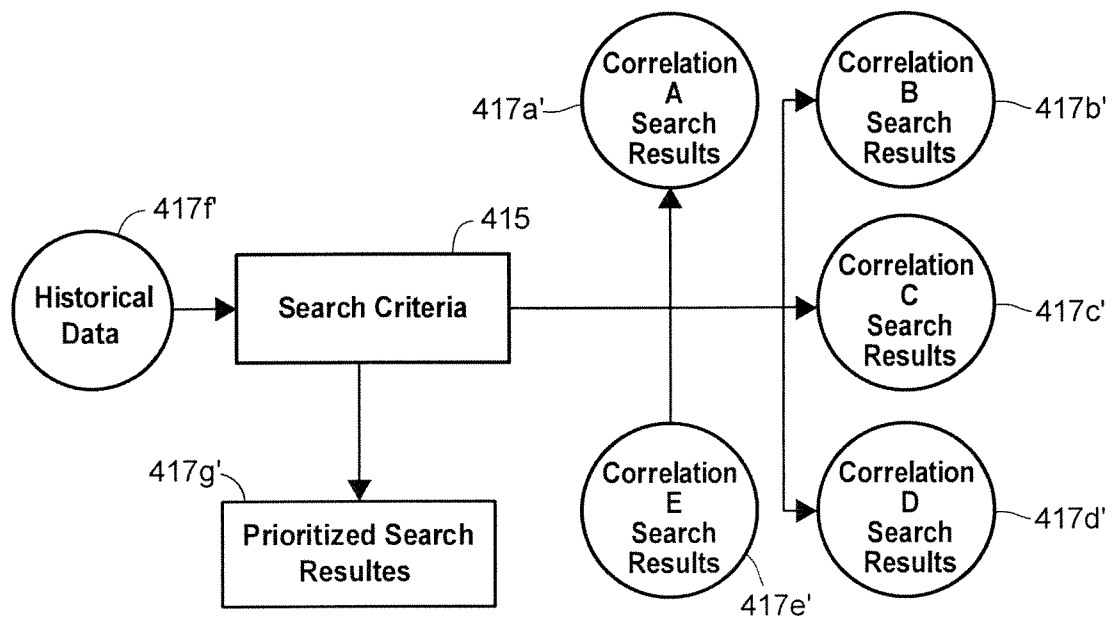 Correlation
A
Search
Results
417a'
Correlation
B
Search
Results
417b'
417f'
Historical
Data
415
Search Criteria
Correlation
C
Search
Results
417c'
417g'
Prioritized Search
Resultes
Correlation
E
Search
Results
417e'
Correlation
D
Search
Results
417d'